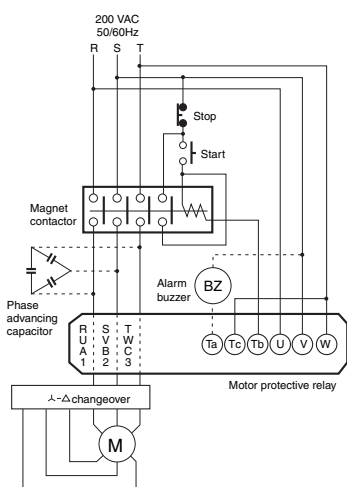 200 VAC
50/60Hz
R S T
Stop
Start
Magnet
contactor
Alarm
buzzer
BZ
Phase
advancing
capacitor
R S T
U V W
A B C
1 2 3
Ta Tc Tb U V W
Motor protective relay
⅄-△changeover
M